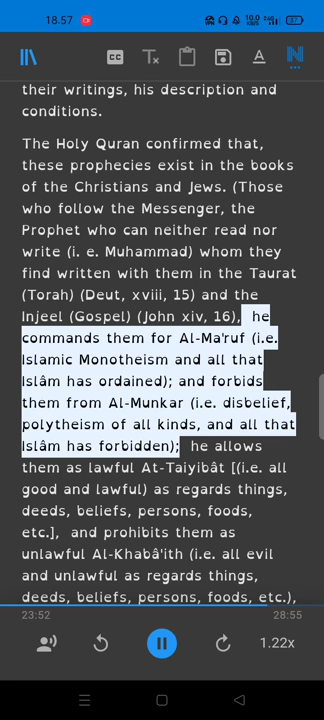 18.57
10.0
KB/S
87
CC
A
N
their writings, his description and
conditions.
The Holy Quran confirmed that,
these prophecies exist in the books
of the Christians and Jews. (Those
who follow the Messenger, the
Prophet who can neither read nor
write (i. e. Muhammad) whom they
find written with them in the Taurat
(Torah) (Deut, xviii, 15) and the
Injeel (Gospel) (John xiv, 16), he
commands them for Al-Ma'ruf (i.e.
Islamic Monotheism and all that
Islâm has ordained); and forbids
them from Al-Munkar (i.e. disbelief,
polytheism of all kinds, and all that
Islâm has forbidden); he allows
them as lawful At-Taiyibât [(i.e. all
good and lawful) as regards things,
deeds, beliefs, persons, foods,
etc.], and prohibits them as
unlawful Al-Khabâ'ith (i.e. all evil
and unlawful as regards things,
deeds, beliefs, persons, foods, etc.),
23:52
28:55
1.22x